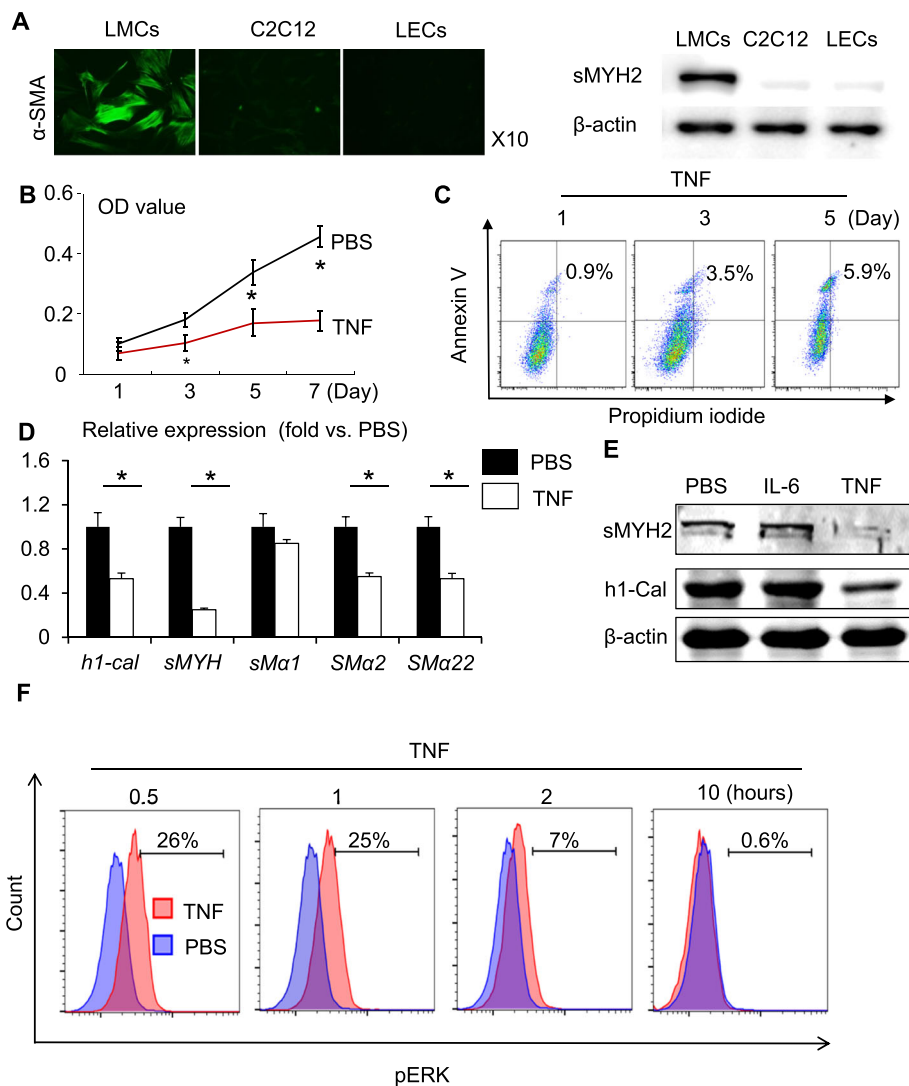 A
LMCs C2C12 LECs
α-SMA
X10
LMCs C2C12 LECs
sMYH2
β-actin
B
0.6
0.4
0.2
0
OD value
PBS
*
*
TNF
*
1 3 5 7 (Day)
C
TNF
1 3 5 (Day)
Annexin V
0.9% 3.5% 5.9%
Propidium iodide
D
Relative expression (fold vs. PBS)
1.6
1.2
0.8
0.4
0
* * * *
PBS
TNF
h1-cal sMYH sMα1 SMα2 SMα22
E
PBS IL-6 TNF
sMYH2
h1-Cal
β-actin
F
TNF
0.5 1 2 10 (hours)
Count
26% 25% 7% 0.6%
TNF
PBS
pERK